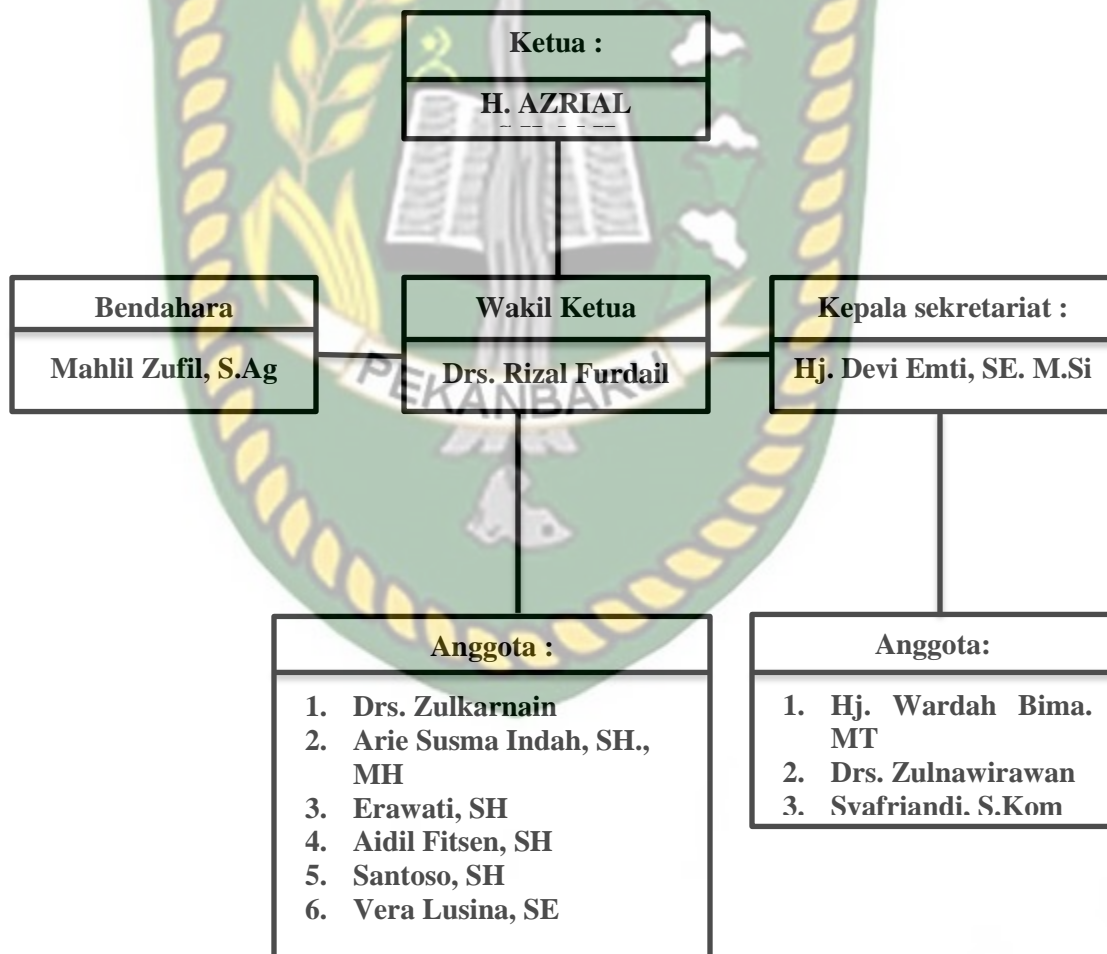 Ketua :
H. AZRIAL
Bendahara
Mahlil Zufil, S.Ag
Wakil Ketua
Drs. Rizal Furdail
Kepala sekretariat :
Hj. Devi Emti, SE. M.Si
PEKANBARU
Anggota :
1. Drs. Zulkarnain
2. Arie Susma Indah, SH.,
MH
3. Erawati, SH
4. Aidil Fitsen, SH
5. Santoso, SH
6. Vera Lusina, SE
Anggota:
1. Hj. Wardah Bima.
MT
2. Drs. Zulnawirawan
3. Syafriandi, S.Kom